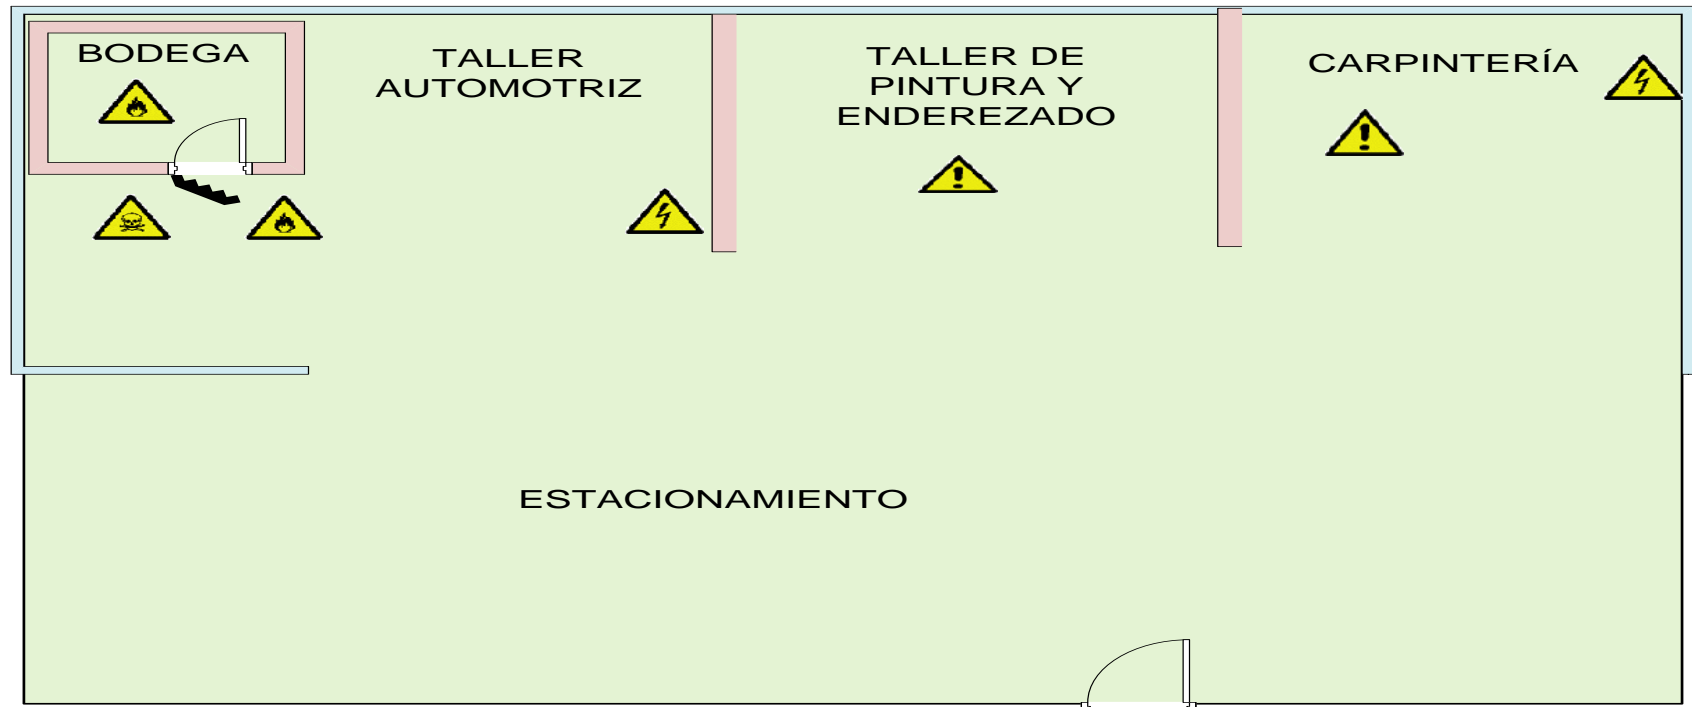 BODEGA
TALLER
AUTOMOTRIZ
TALLER DE
PINTURA Y
ENDEREZADO
CARPINTERÍA
ESTACIONAMIENTO